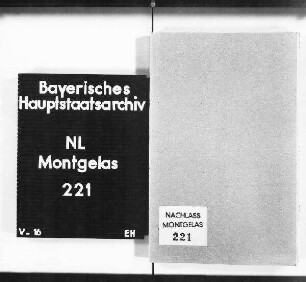 Bayerisches
Hauptstaatsarchiv
NL
Montgelas
221
V- 16 EH
NACHLASS
MONTGELAS
221